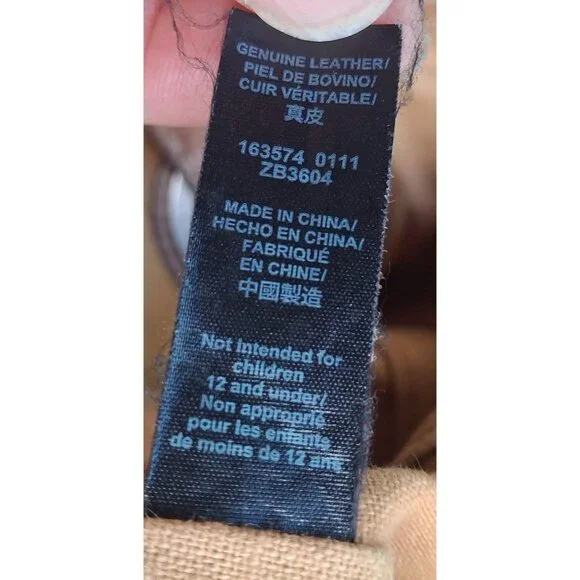 GENUINE LEATHER/
PIEL DE BOVINO/
CUIR VÉRITABLE/
真皮
163574 0111
ZB3604
MADE IN CHINA/
HECHO EN CHINA/
FABRIQUÉ
EN CHINE/
中國製造
Not intended for
children
12 and under/
Non approprié
pour les enfants
de moins de 12 ans